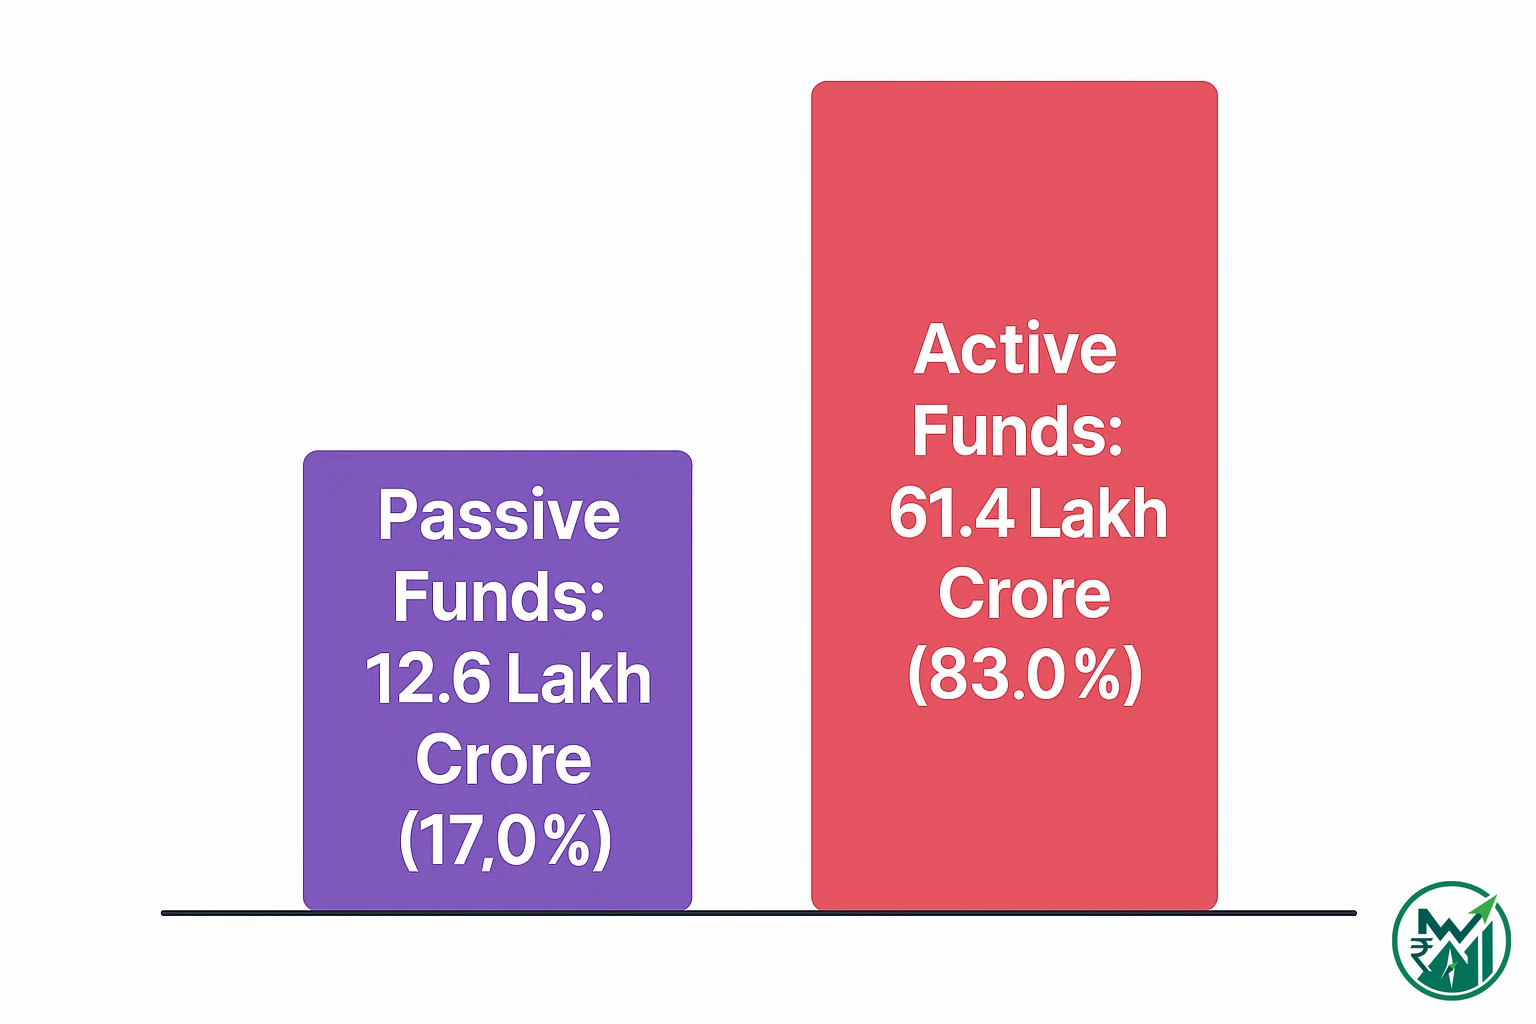 Passive
Funds:
12.6 Lakh
Crore
(17,0%)
Active
Funds:
61.4 Lakh
Crore
(83.0%)
₹